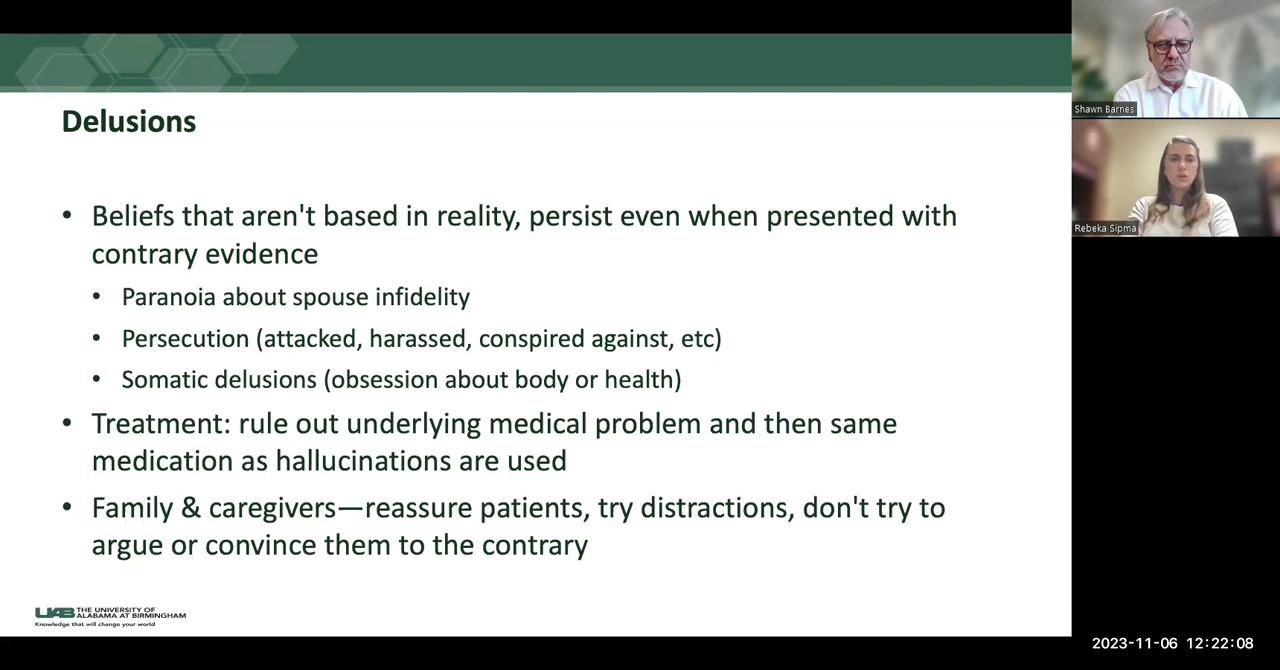 Delusions
• Beliefs that aren't based in reality, persist even when presented with
contrary evidence
• Paranoia about spouse infidelity
• Persecution (attacked, harassed, conspired against, etc)
• Somatic delusions (obsession about body or health)
• Treatment: rule out underlying medical problem and then same
medication as hallucinations are used
• Family & caregivers—reassure patients, try distractions, don't try to
argue or convince them to the contrary
UAB THE UNIVERSITY OF
ALABAMA AT BIRMINGHAM
Knowledge that will change your world
Shawn Barnes
Rebeka Sipma
2023-11-06 12:22:08